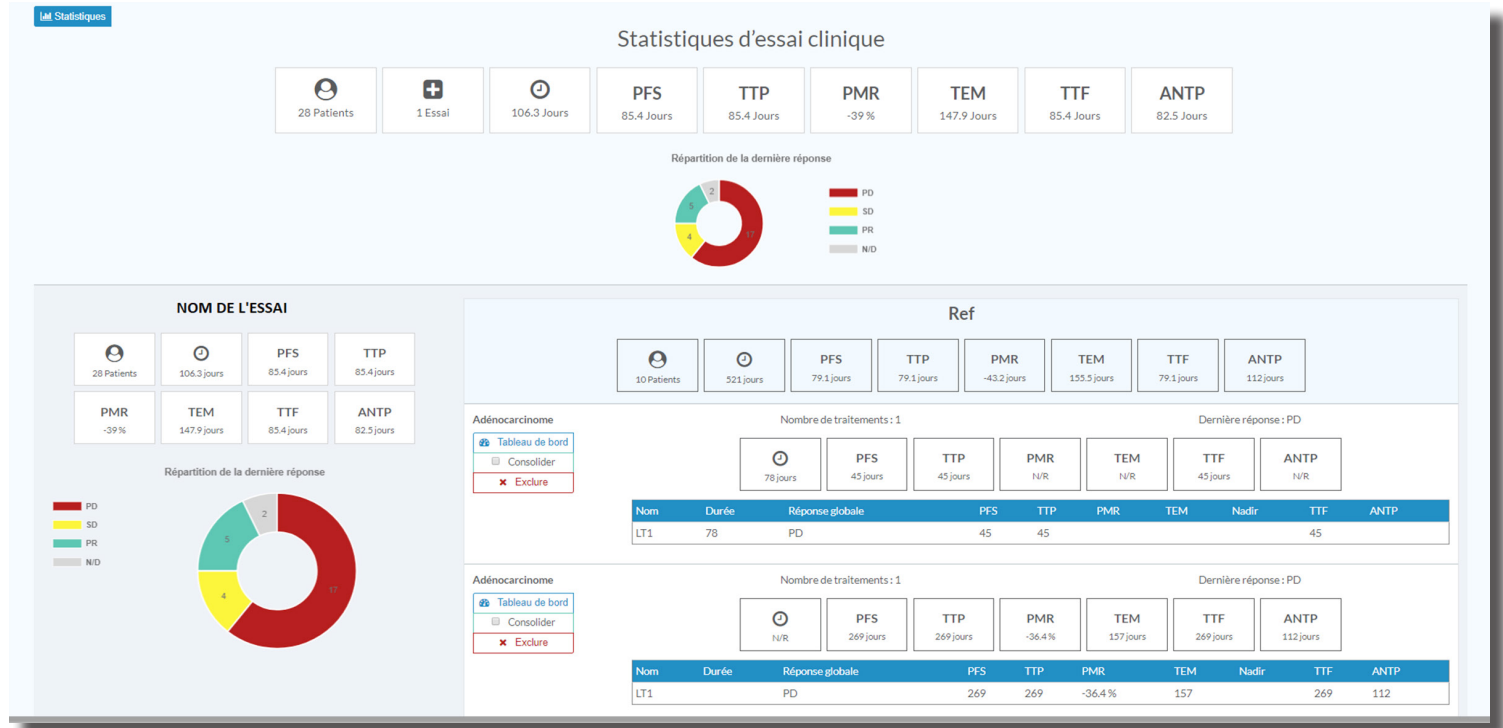 Statistiques
Statistiques d'essai clinique
28 Patients
1 Essai
106.3 Jours
PFS
85.4 Jours
TTP
85.4 Jours
PMR
-39 %
TEM
147.9 Jours
TTF
85.4 Jours
ANTP
82.5 Jours
Répartition de la dernière réponse
2
5
4
17
PD
SD
PR
N/D
NOM DE L'ESSAI
28 Patients
106.3 jours
PFS
85.4 jours
TTP
85.4 jours
PMR
-39 %
TEM
147.9 jours
TTF
85.4 jours
ANTP
82.5 jours
Répartition de la dernière réponse
PD
SD
PR
N/D
2
5
4
17
Ref
10 Patients
521 jours
PFS
79.1 jours
TTP
79.1 jours
PMR
-43.2 jours
TEM
155.5 jours
TTF
79.1 jours
ANTP
112 jours
Adénocarcinome
Tableau de bord
Consolider
Exclure
Nombre de traitements : 1
Dernière réponse : PD
78 jours
PFS
45 jours
TTP
45 jours
PMR
N/R
TEM
N/R
TTF
45 jours
ANTP
N/R
Nom Durée Réponse globale PFS TTP PMR TEM Nadir TTF ANTP
LT1 78 PD 45 45 45
Adénocarcinome
Tableau de bord
Consolider
Exclure
Nombre de traitements : 1
Dernière réponse : PD
N/R
PFS
269 jours
TTP
269 jours
PMR
-36.4 %
TEM
157 jours
TTF
269 jours
ANTP
112 jours
Nom Durée Réponse globale PFS TTP PMR TEM Nadir TTF ANTP
LT1 PD 269 269 -36.4 % 157 269 112